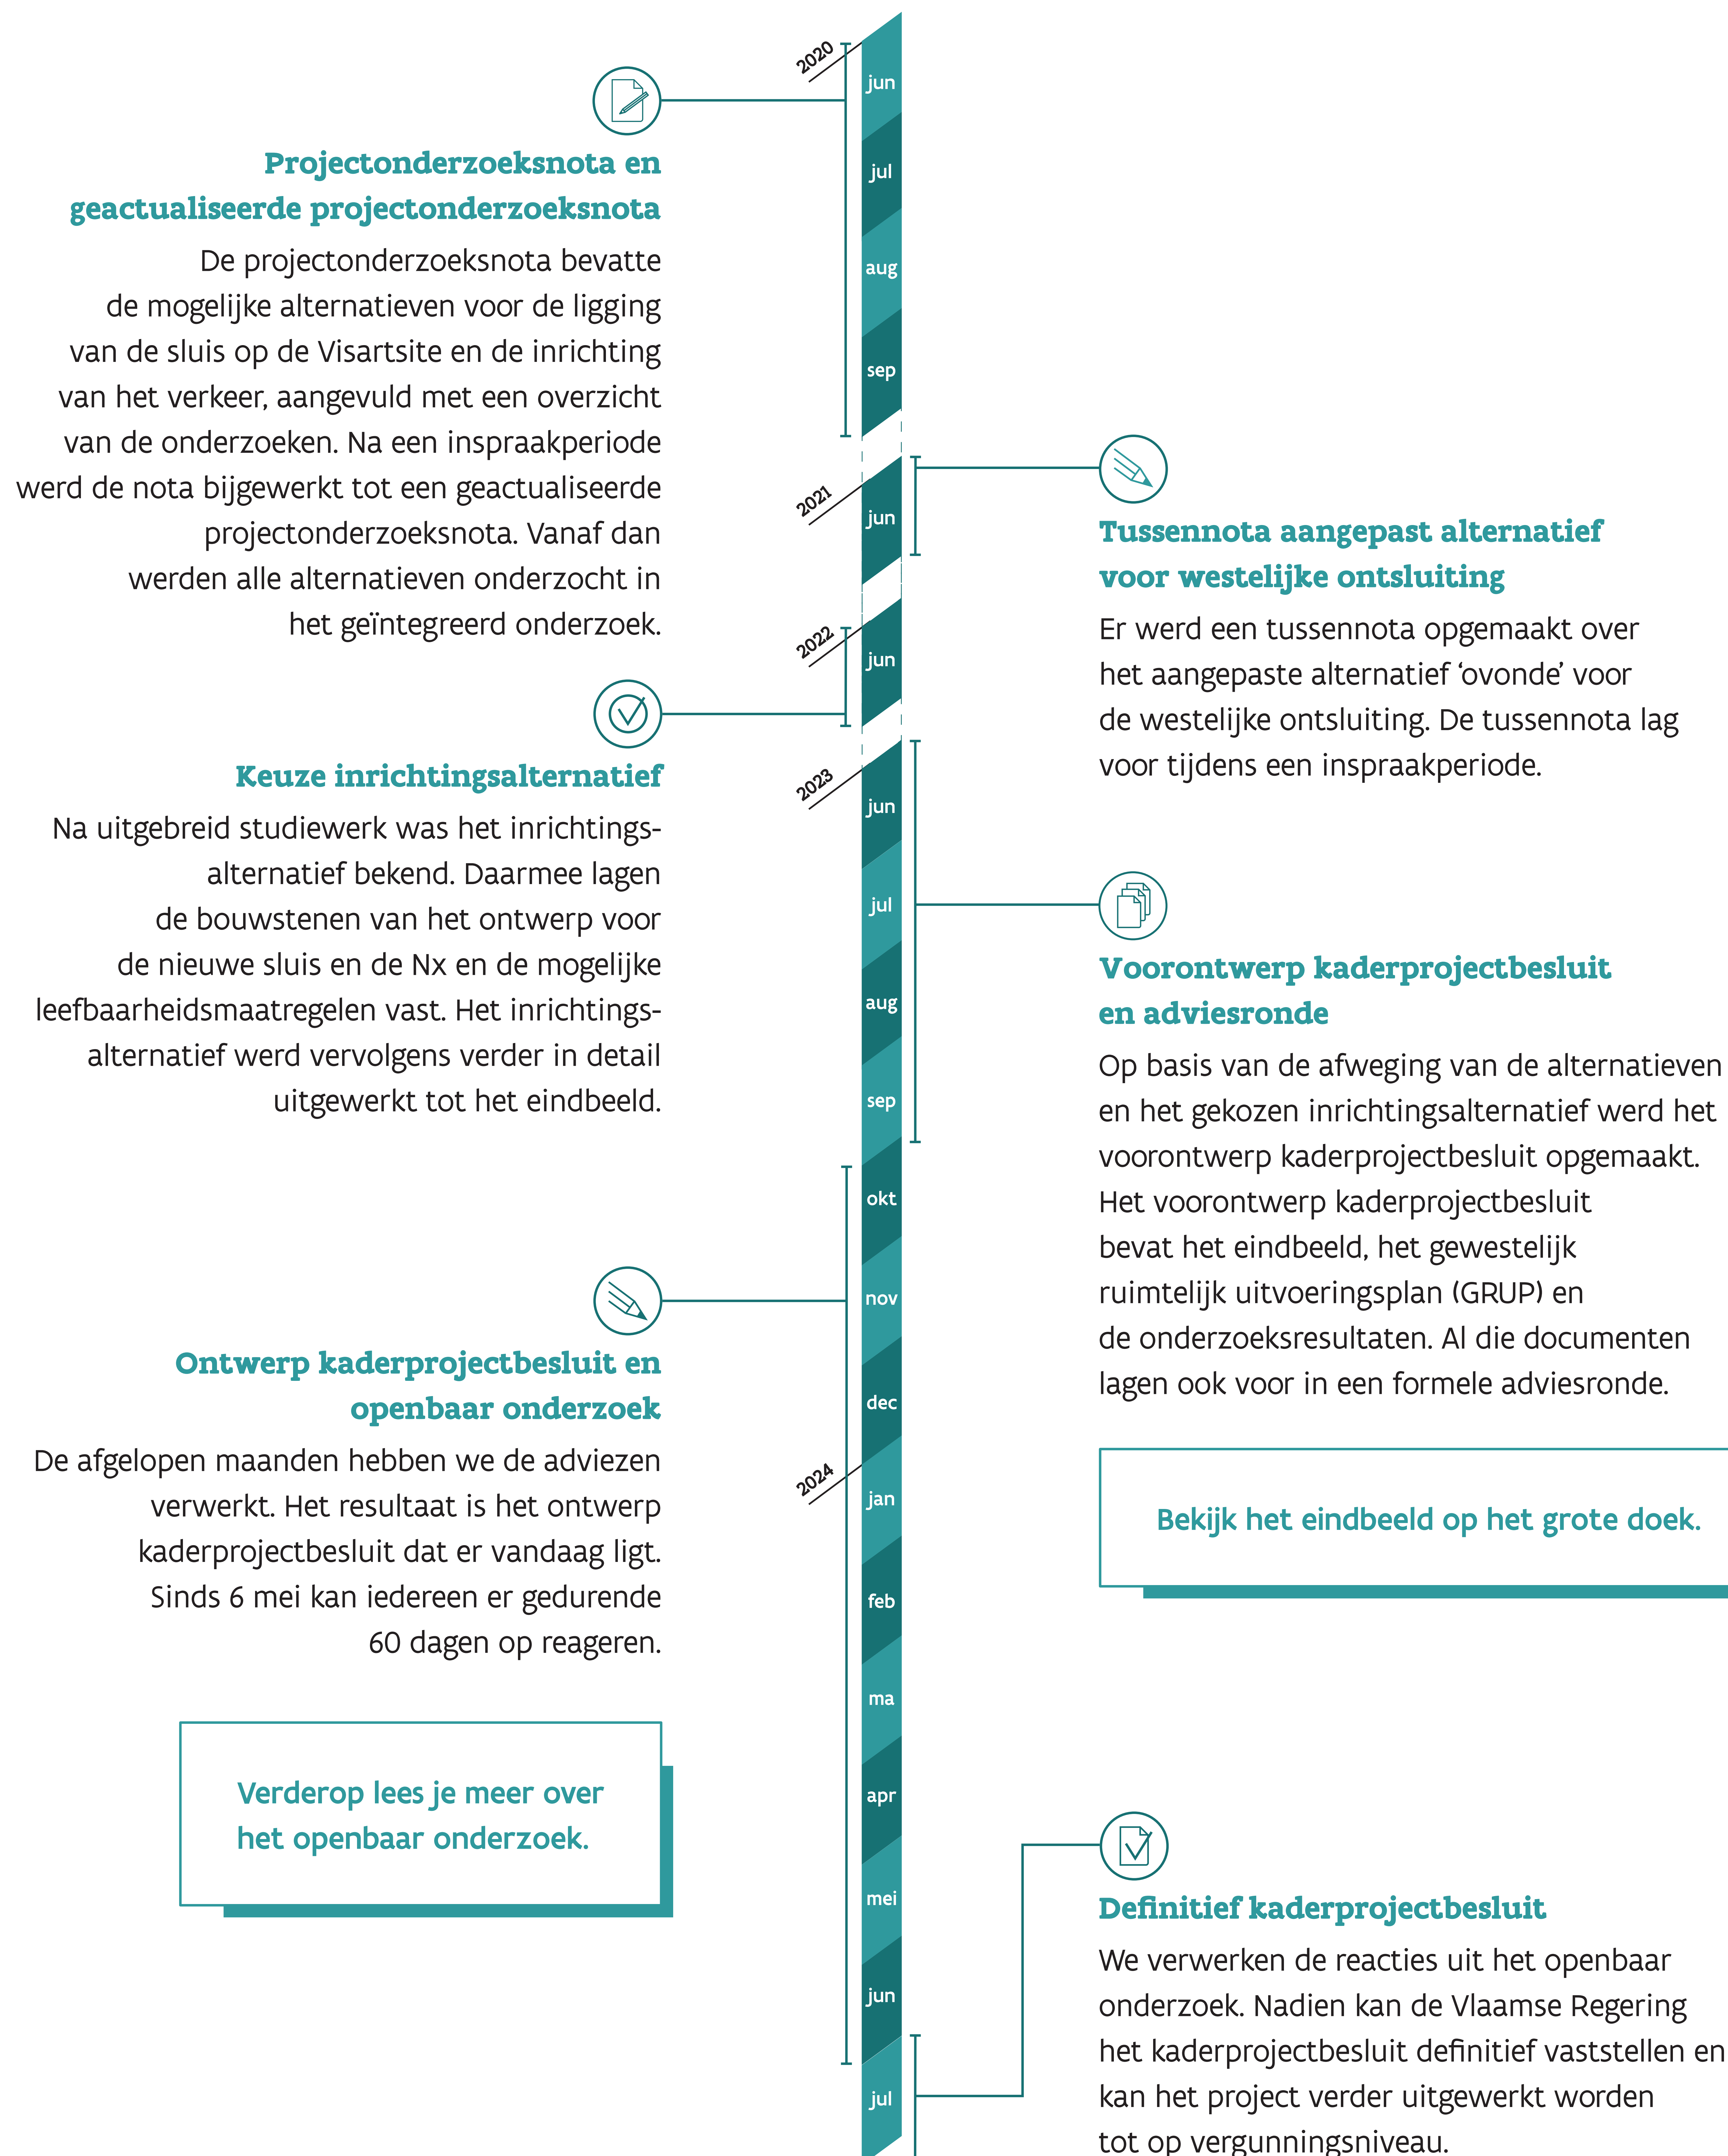 2020
jun
jul
aug
sep
Projectonderzoeksnota en
geactualiseerde projectonderzoeksnota
De projectonderzoeksnota bevatte
de mogelijke alternatieven voor de ligging
van de sluis op de Visartsite en de inrichting
van het verkeer, aangevuld met een overzicht
van de onderzoeken. Na een inspraakperiode
werd de nota bijgewerkt tot een geactualiseerde
projectonderzoeksnota. Vanaf dan
werden alle alternatieven onderzocht in
het geïntegreerd onderzoek.
2021
jun
Tussennota aangepast alternatief
voor westelijke ontsluiting
Er werd een tussennota opgemaakt over
het aangepaste alternatief ‘ovonde’ voor
de westelijke ontsluiting. De tussennota lag
voor tijdens een inspraakperiode.
2022
jun
Keuze inrichtingsalternatief
Na uitgebreid studiewerk was het inrichtings-
alternatief bekend. Daarmee lagen
de bouwstenen van het ontwerp voor
de nieuwe sluis en de Nx en de mogelijke
leefbaarheidsmaatregelen vast. Het inrichtings-
alternatief werd vervolgens verder in detail
uitgewerkt tot het eindbeeld.
2023
jun
jul
aug
sep
Voorontwerp kaderprojectbesluit
en adviesronde
Op basis van de afweging van de alternatieven
en het gekozen inrichtingsalternatief werd het
voorontwerp kaderprojectbesluit opgemaakt.
Het voorontwerp kaderprojectbesluit
bevat het eindbeeld, het gewestelijk
ruimtelijk uitvoeringsplan (GRUP) en
de onderzoeksresultaten. Al die documenten
lagen ook voor in een formele adviesronde.
Bekijk het eindbeeld op het grote doek.
okt
nov
dec
2024
jan
feb
ma
apr
mei
jun
Ontwerp kaderprojectbesluit en
openbaar onderzoek
De afgelopen maanden hebben we de adviezen
verwerkt. Het resultaat is het ontwerp
kaderprojectbesluit dat er vandaag ligt.
Sinds 6 mei kan iedereen er gedurende
60 dagen op reageren.
Verderop lees je meer over
het openbaar onderzoek.
jul
Definitief kaderprojectbesluit
We verwerken de reacties uit het openbaar
onderzoek. Nadien kan de Vlaamse Regering
het kaderprojectbesluit definitief vaststellen en
kan het project verder uitgewerkt worden
tot op vergunningsniveau.